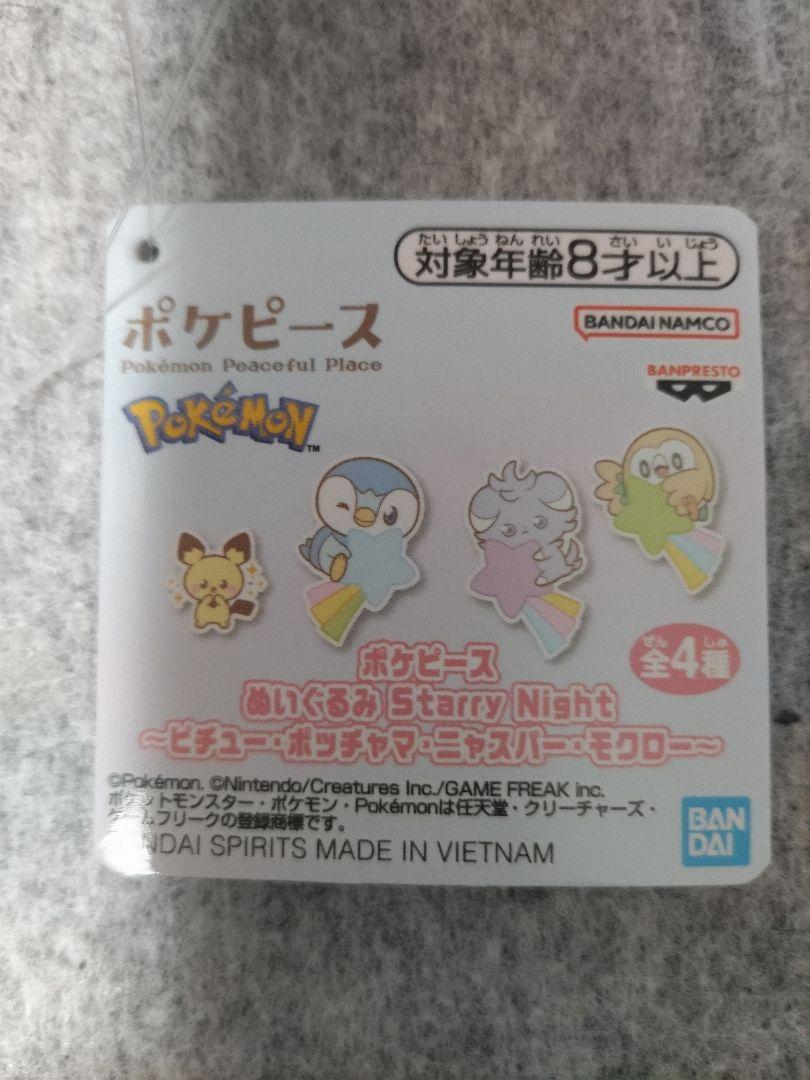 たいしょうねんれい さいいじょう
対象年齢8才以上
ポケピース
Pokémon Peaceful Place
BANDAI NAMCO
BANPRESTO
POKéMON
TM
ぜん しゅ
全4種
ポケピース
ぬいぐるみ Starry Night
～ピチュー・ポッチャマ・ニャスパー・モクロー～
©Pokémon. ©Nintendo/Creatures Inc./GAME FREAK inc.
ポケットモンスター・ポケモン・Pokémonは任天堂・クリーチャーズ・
ゲームフリークの登録商標です。
BANDAI SPIRITS MADE IN VIETNAM
BAN
DAI